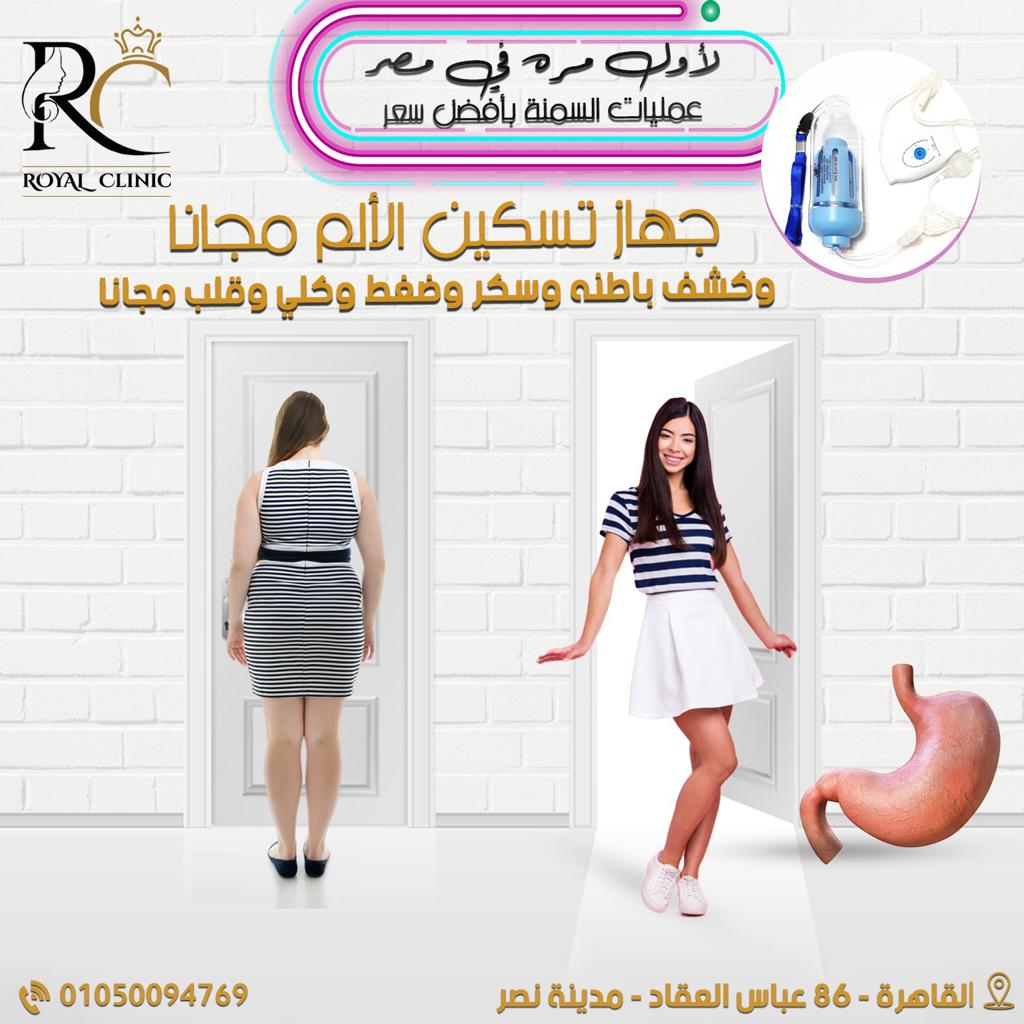 RC
ROYAL CLINIC
لأول مره في مصر
عمليات السمنة بأفضل سعر
جهاز تسكين الألم مجانا
وكشف باطنه وسكر وضغط وكلي وقلب مجانا
القاهرة - 86 عباس العقاد - مدينة نصر
01050094769